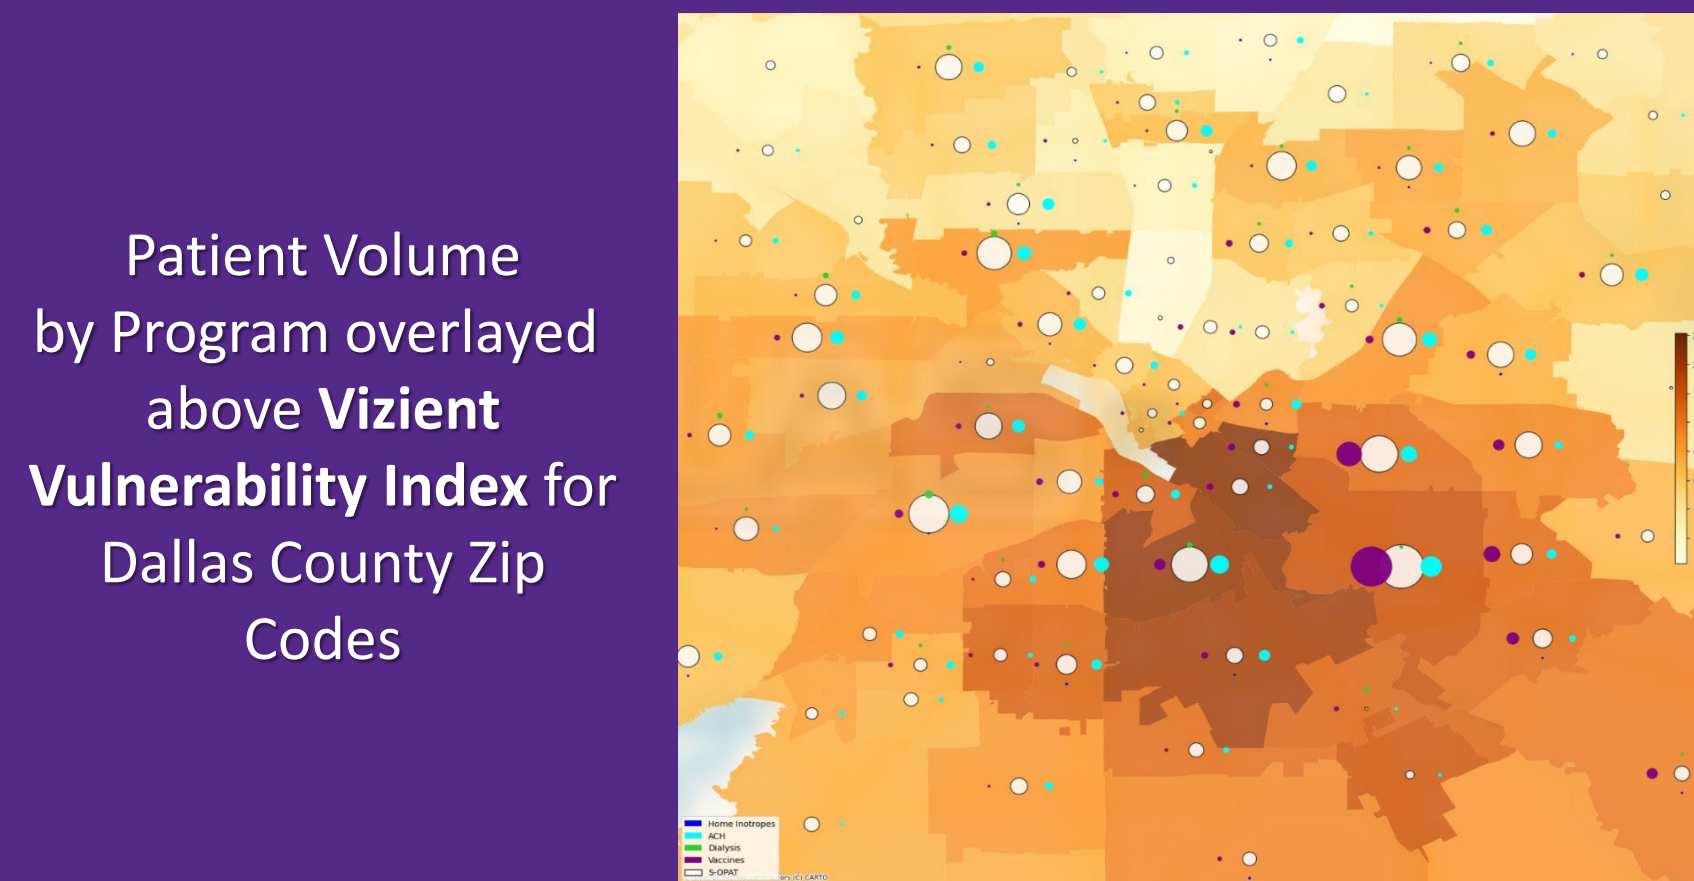 Patient Volume
by Program overlayed
above Vizient
Vulnerability Index for
Dallas County Zip
Codes
Home Inotropes
ACH
Dialysis
Vaccines
S-OPAT
(C) CARTO